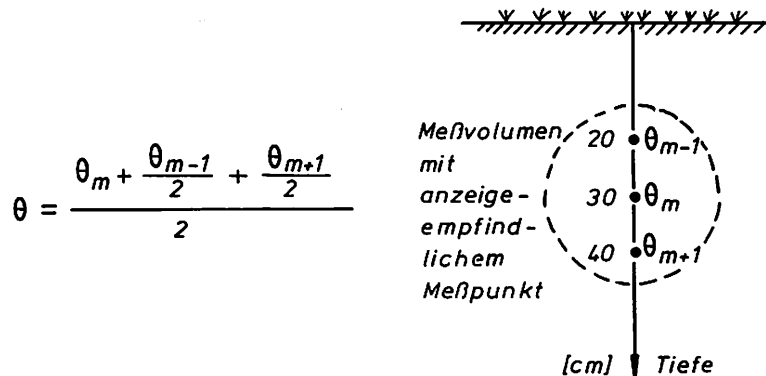 θ = (θm + θm-1/2 + θm+1/2) / 2
Meßvolumen
mit
anzeige-
empfind-
lichem
Meßpunkt
20 θm-1
30 θm
40 θm+1
[cm] Tiefe